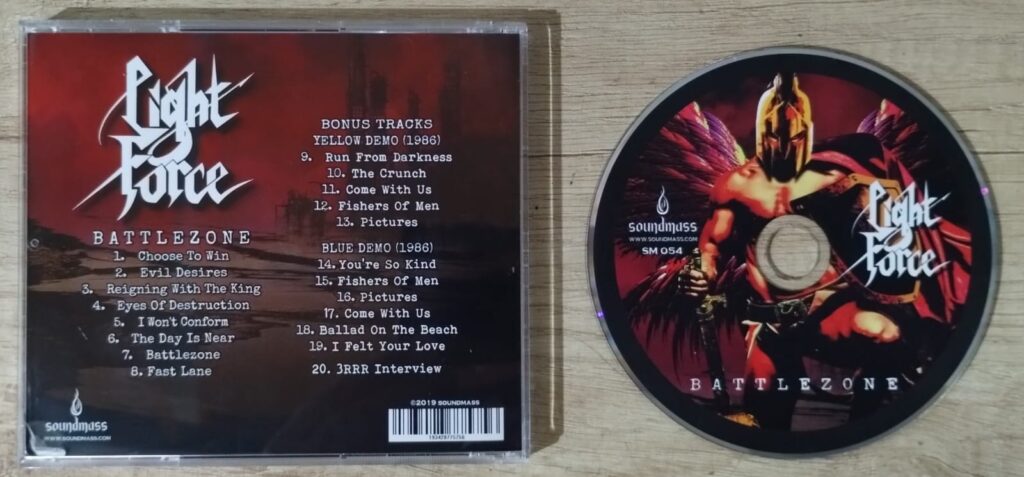 Light
Force
BATTLEZONE
1. Choose To Win
2. Evil Desires
3. Reigning With The King
4. Eyes Of Destruction
5. I Won't Conform
6. The Day Is Near
7. Battlezone
8. Fast Lane
soundmass
WWW.SOUNDMASS.COM
BONUS TRACKS
YELLOW DEMO (1986)
9. Run From Darkness
10. The Crunch
11. Come With Us
12. Fishers Of Men
13. Pictures
BLUE DEMO (1986)
14. You're So Kind
15. Fishers Of Men
16. Pictures
17. Come With Us
18. Ballad On The Beach
19. I Felt Your Love
20. 3RRR Interview
©2019 SOUNDMASS
soundmass
WWW.SOUNDMASS.COM
SM 054
Light
Force
BATTLEZONE